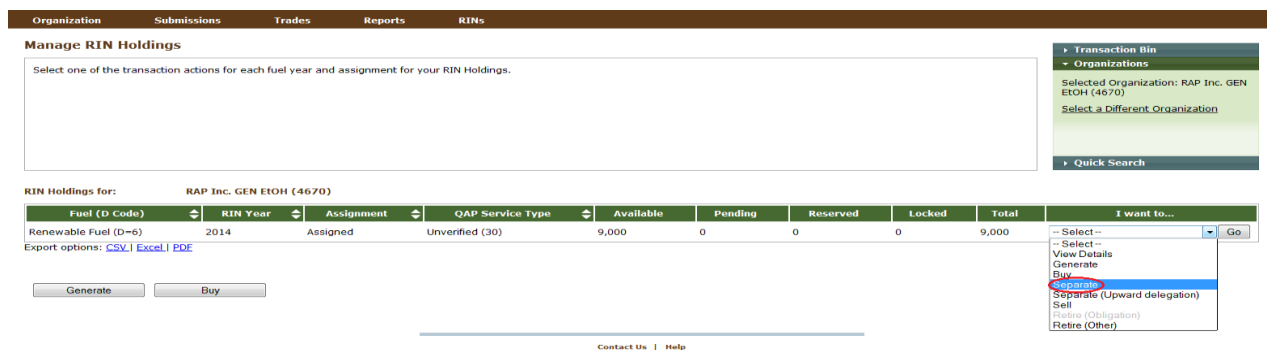 Organization Submissions Trades Reports RINs
Manage RIN Holdings
Select one of the transaction actions for each fuel year and assignment for your RIN Holdings.
Transaction Bin
Organizations
Selected Organization: RAP Inc. GEN
EtOH (4670)
Select a Different Organization
Quick Search
RIN Holdings for: RAP Inc. GEN EtOH (4670)
Fuel (D Code) RIN Year Assignment QAP Service Type Available Pending Reserved Locked Total I want to...
Renewable Fuel (D=6) 2014 Assigned Unverified (30) 9,000 0 0 0 9,000 -- Select -- Go
Export options: CSV | Excel | PDF
-- Select --
View Details
Generate
Buy
Separate
Separate (Upward delegation)
Sell
Retire (Obligation)
Retire (Other)
Generate Buy
Contact Us | Help